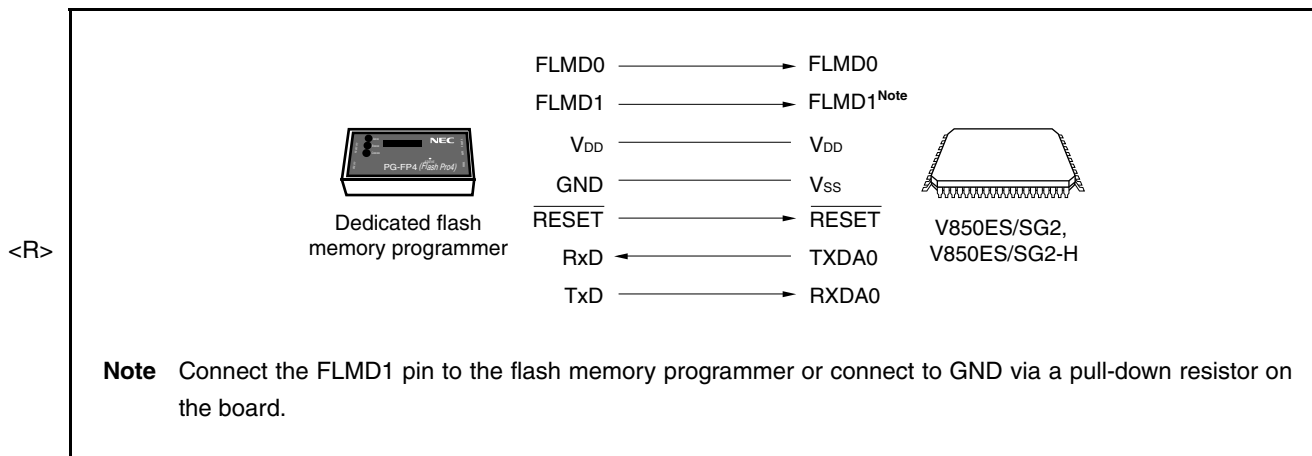 FLMD0 FLMD0
FLMD1 FLMD1Note
VDD VDD
GND VSS
RESET RESET
RxD TXDA0
TxD RXDA0
NEC
PG-FP4 (Flash Pro4)
Dedicated flash
memory programmer
V850ES/SG2,
V850ES/SG2-H
<R>
Note Connect the FLMD1 pin to the flash memory programmer or connect to GND via a pull-down resistor on
the board.